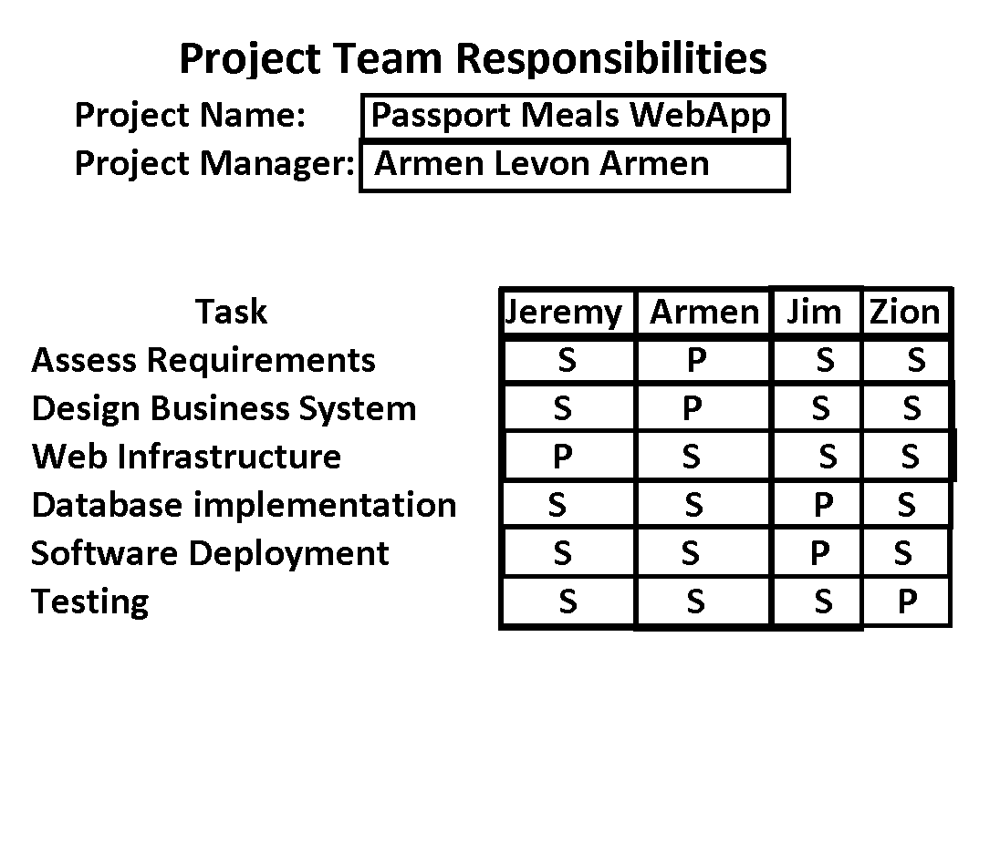 Project Team Responsibilities
Project Name: Passport Meals WebApp
Project Manager: Armen Levon Armen
Task Jeremy Armen Jim Zion
Assess Requirements S P S S
Design Business System S P S S
Web Infrastructure P S S S
Database implementation S S P S
Software Deployment S S P S
Testing S S S P